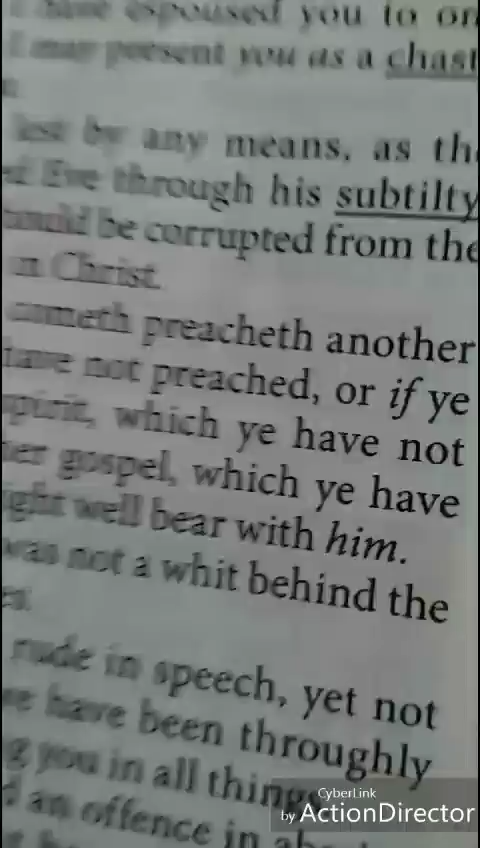 have espoused you to on
I may present you as a chast
lest by any means, as th
Eve through his subtilty
be corrupted from the
in Christ.
cometh preacheth another
have not preached, or if ye
spirit, which ye have not
gospel, which ye have
well bear with him.
was not a whit behind the
rude in speech, yet not
have been throughly
you in all things
an offence in
CyberLink
by ActionDirector